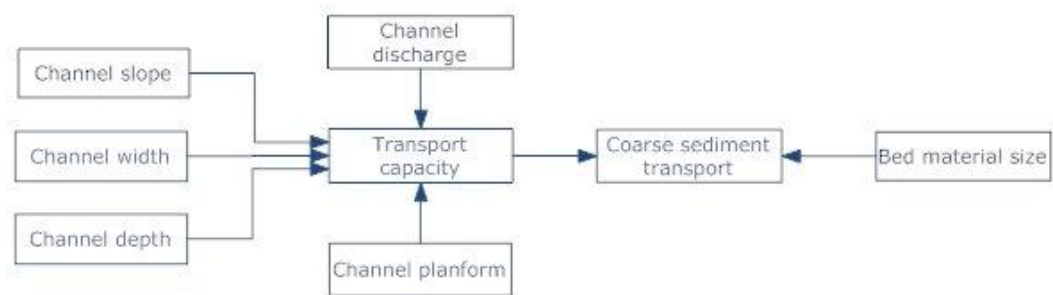 Channel
discharge
Channel slope
Channel width
Transport
capacity
Coarse sediment
transport
Bed material size
Channel depth
Channel planform